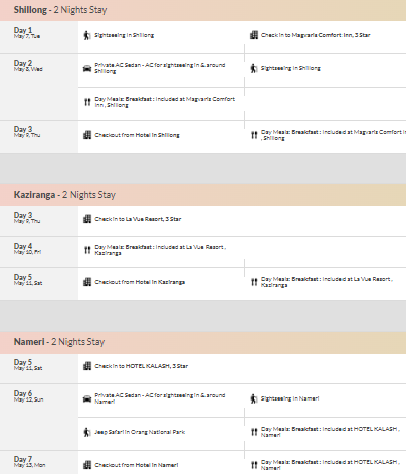 Shillong - 2 Nights Stay
Day 1
May 7, Tue
Sightseeing in Shillong
Check in to Magvan's Comfort Inn, 3 Star
Day 2
May 8, Wed
Private AC Sedan - AC for sightseeing in & around
Shillong
Sightseeing in Shillong
Day Meals: Breakfast : Included at Magvan's Comfort
Inn , Shillong
Day 3
May 9, Thu
Checkout from Hotel in Shillong
Day Meals: Breakfast : Included at Magvan's Comfort In
, Shillong
Kaziranga - 2 Nights Stay
Day 3
May 9, Thu
Check in to La Vue Resort, 3 Star
Day 4
May 10, Fri
Day Meals: Breakfast : Included at La Vue Resort ,
Kaziranga
Day 5
May 11, Sat
Checkout from Hotel in Kaziranga
Day Meals: Breakfast : Included at La Vue Resort ,
Kaziranga
Nameri - 2 Nights Stay
Day 5
May 11, Sat
Check in to HOTEL KALASH, 3 Star
Day 6
May 12, Sun
Private AC Sedan - AC for sightseeing in & around
Nameri
Sightseeing in Nameri
Jeep Safari in Orang National Park
Day Meals: Breakfast : Included at HOTEL KALASH ,
Nameri
Day 7
May 13, Mon
Checkout from Hotel in Nameri
Day Meals: Breakfast : Included at HOTEL KALASH ,
Nameri